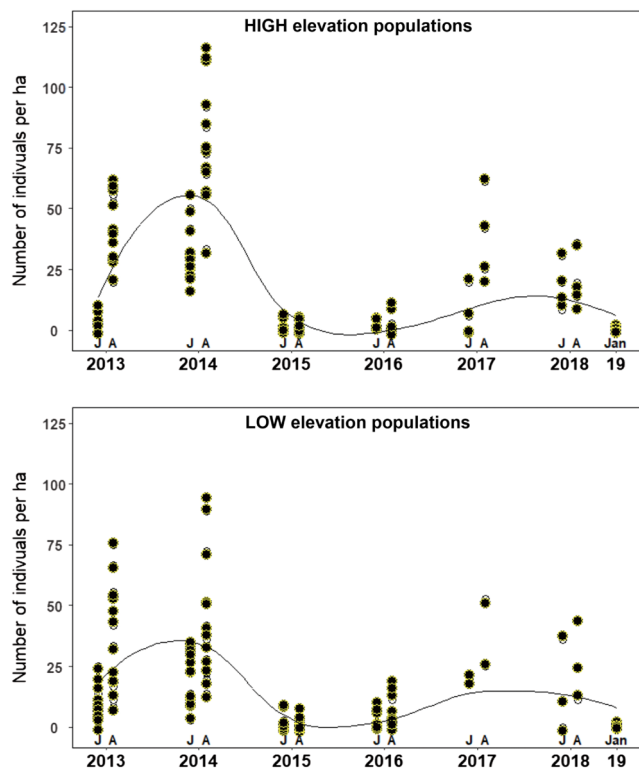 HIGH elevation populations
Number of indivuals per ha
125
100
75
50
25
0
J A J A J A J A J A J A Jan
2013 2014 2015 2016 2017 2018 19
LOW elevation populations
Number of indivuals per ha
125
100
75
50
25
0
J A J A J A J A J A J A Jan
2013 2014 2015 2016 2017 2018 19